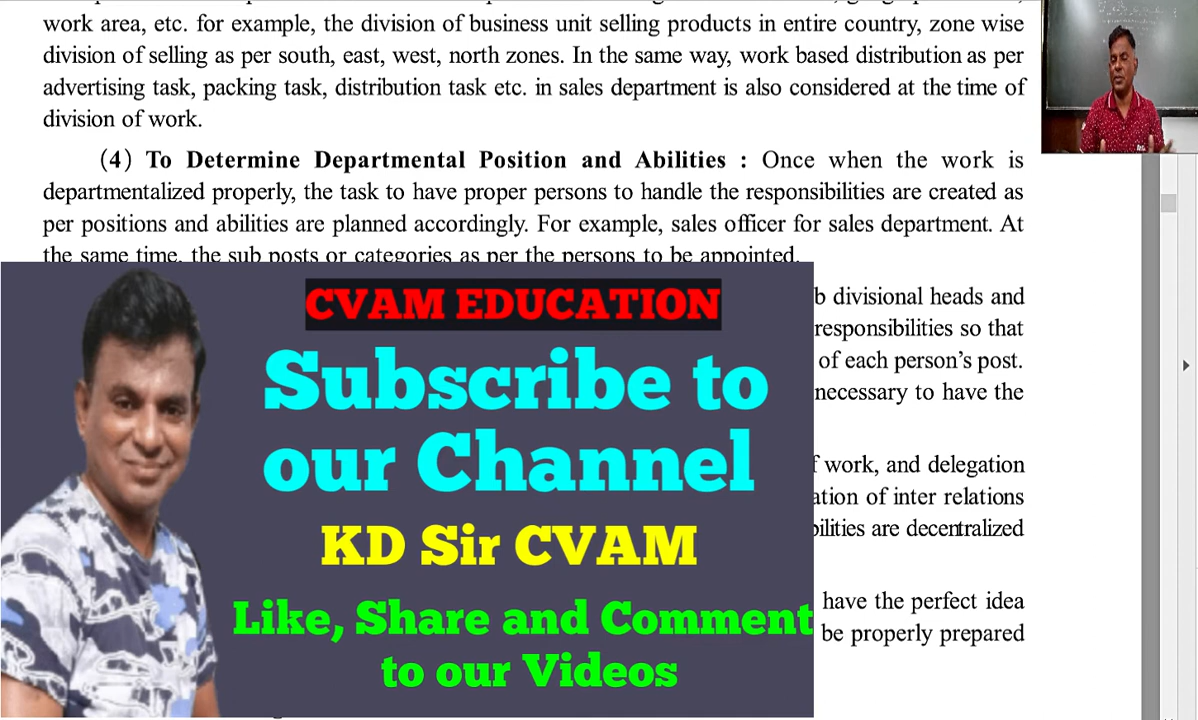 work area, etc. for example, the division of business unit selling products in entire country, zone wise
division of selling as per south, east, west, north zones. In the same way, work based distribution as per
advertising task, packing task, distribution task etc. in sales department is also considered at the time of
division of work.
(4) To Determine Departmental Position and Abilities : Once when the work is
departmentalized properly, the task to have proper persons to handle the responsibilities are created as
per positions and abilities are planned accordingly. For example, sales officer for sales department. At
the same time, the sub posts or categories as per the persons to be appointed.
divisional heads and
responsibilities so that
of each person's post.
necessary to have the
work, and delegation
of inter relations
are decentralized
have the perfect idea
be properly prepared
CVAM EDUCATION
Subscribe to
our Channel
KD Sir CVAM
Like, Share and Comment
to our Videos